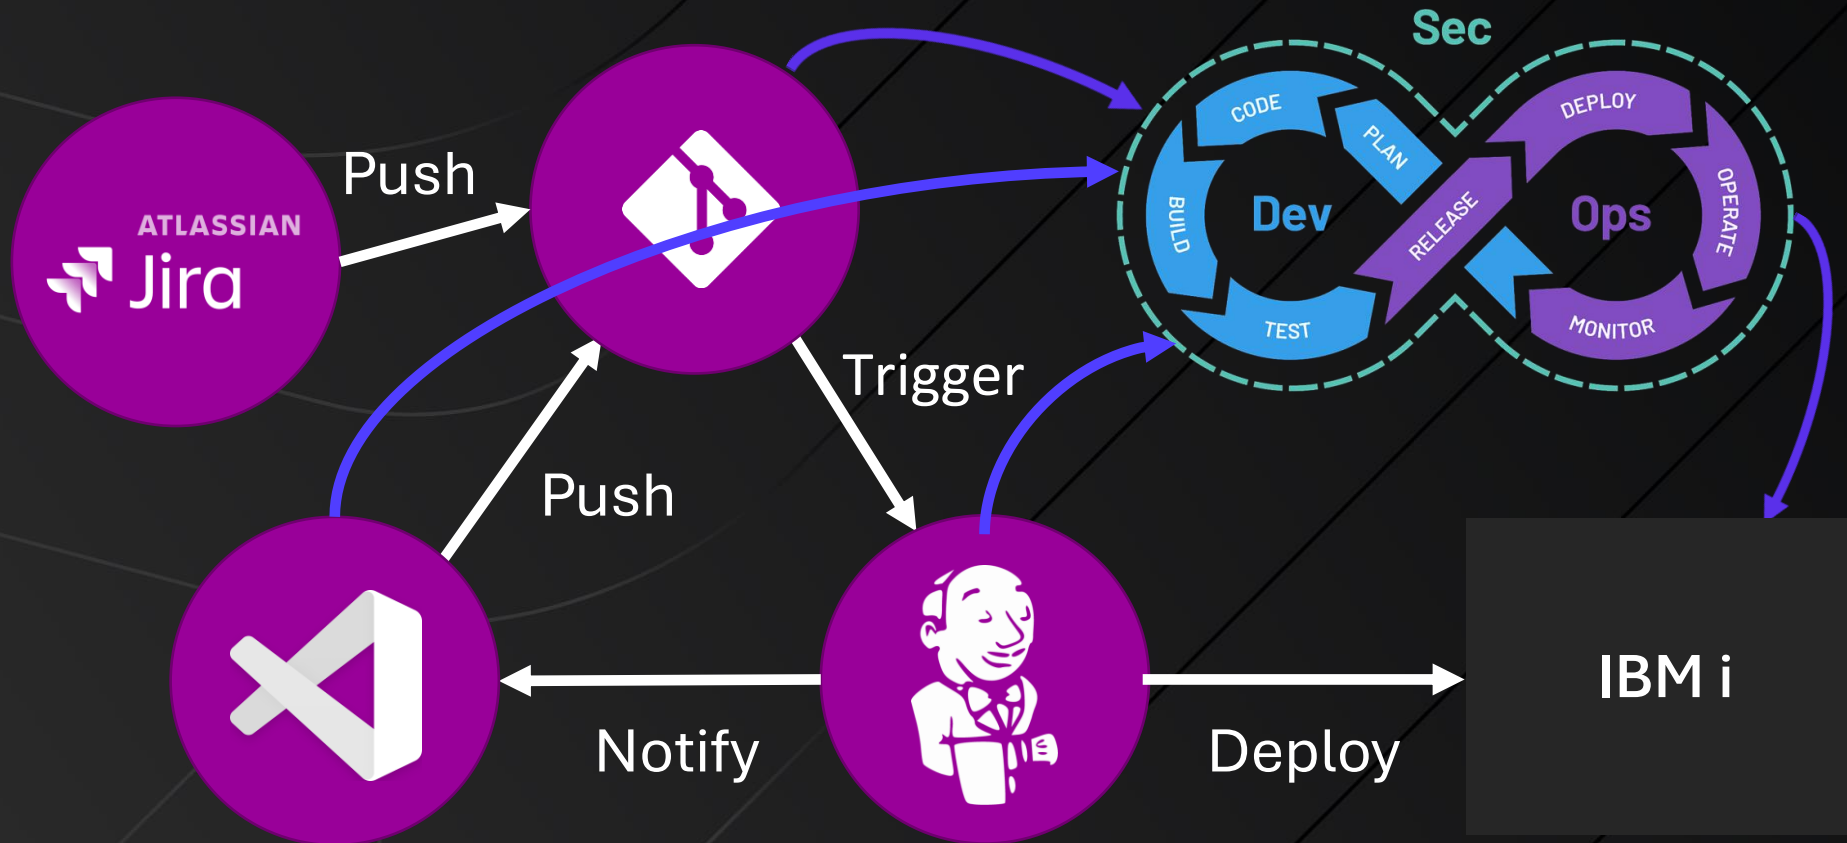 Sec
CODE
PLAN
DEPLOY
OPERATE
BUILD
Dev
RELEASE
Ops
TEST
MONITOR
Push
ATLASSIAN
Jira
Trigger
Push
IBM i
Notify
Deploy